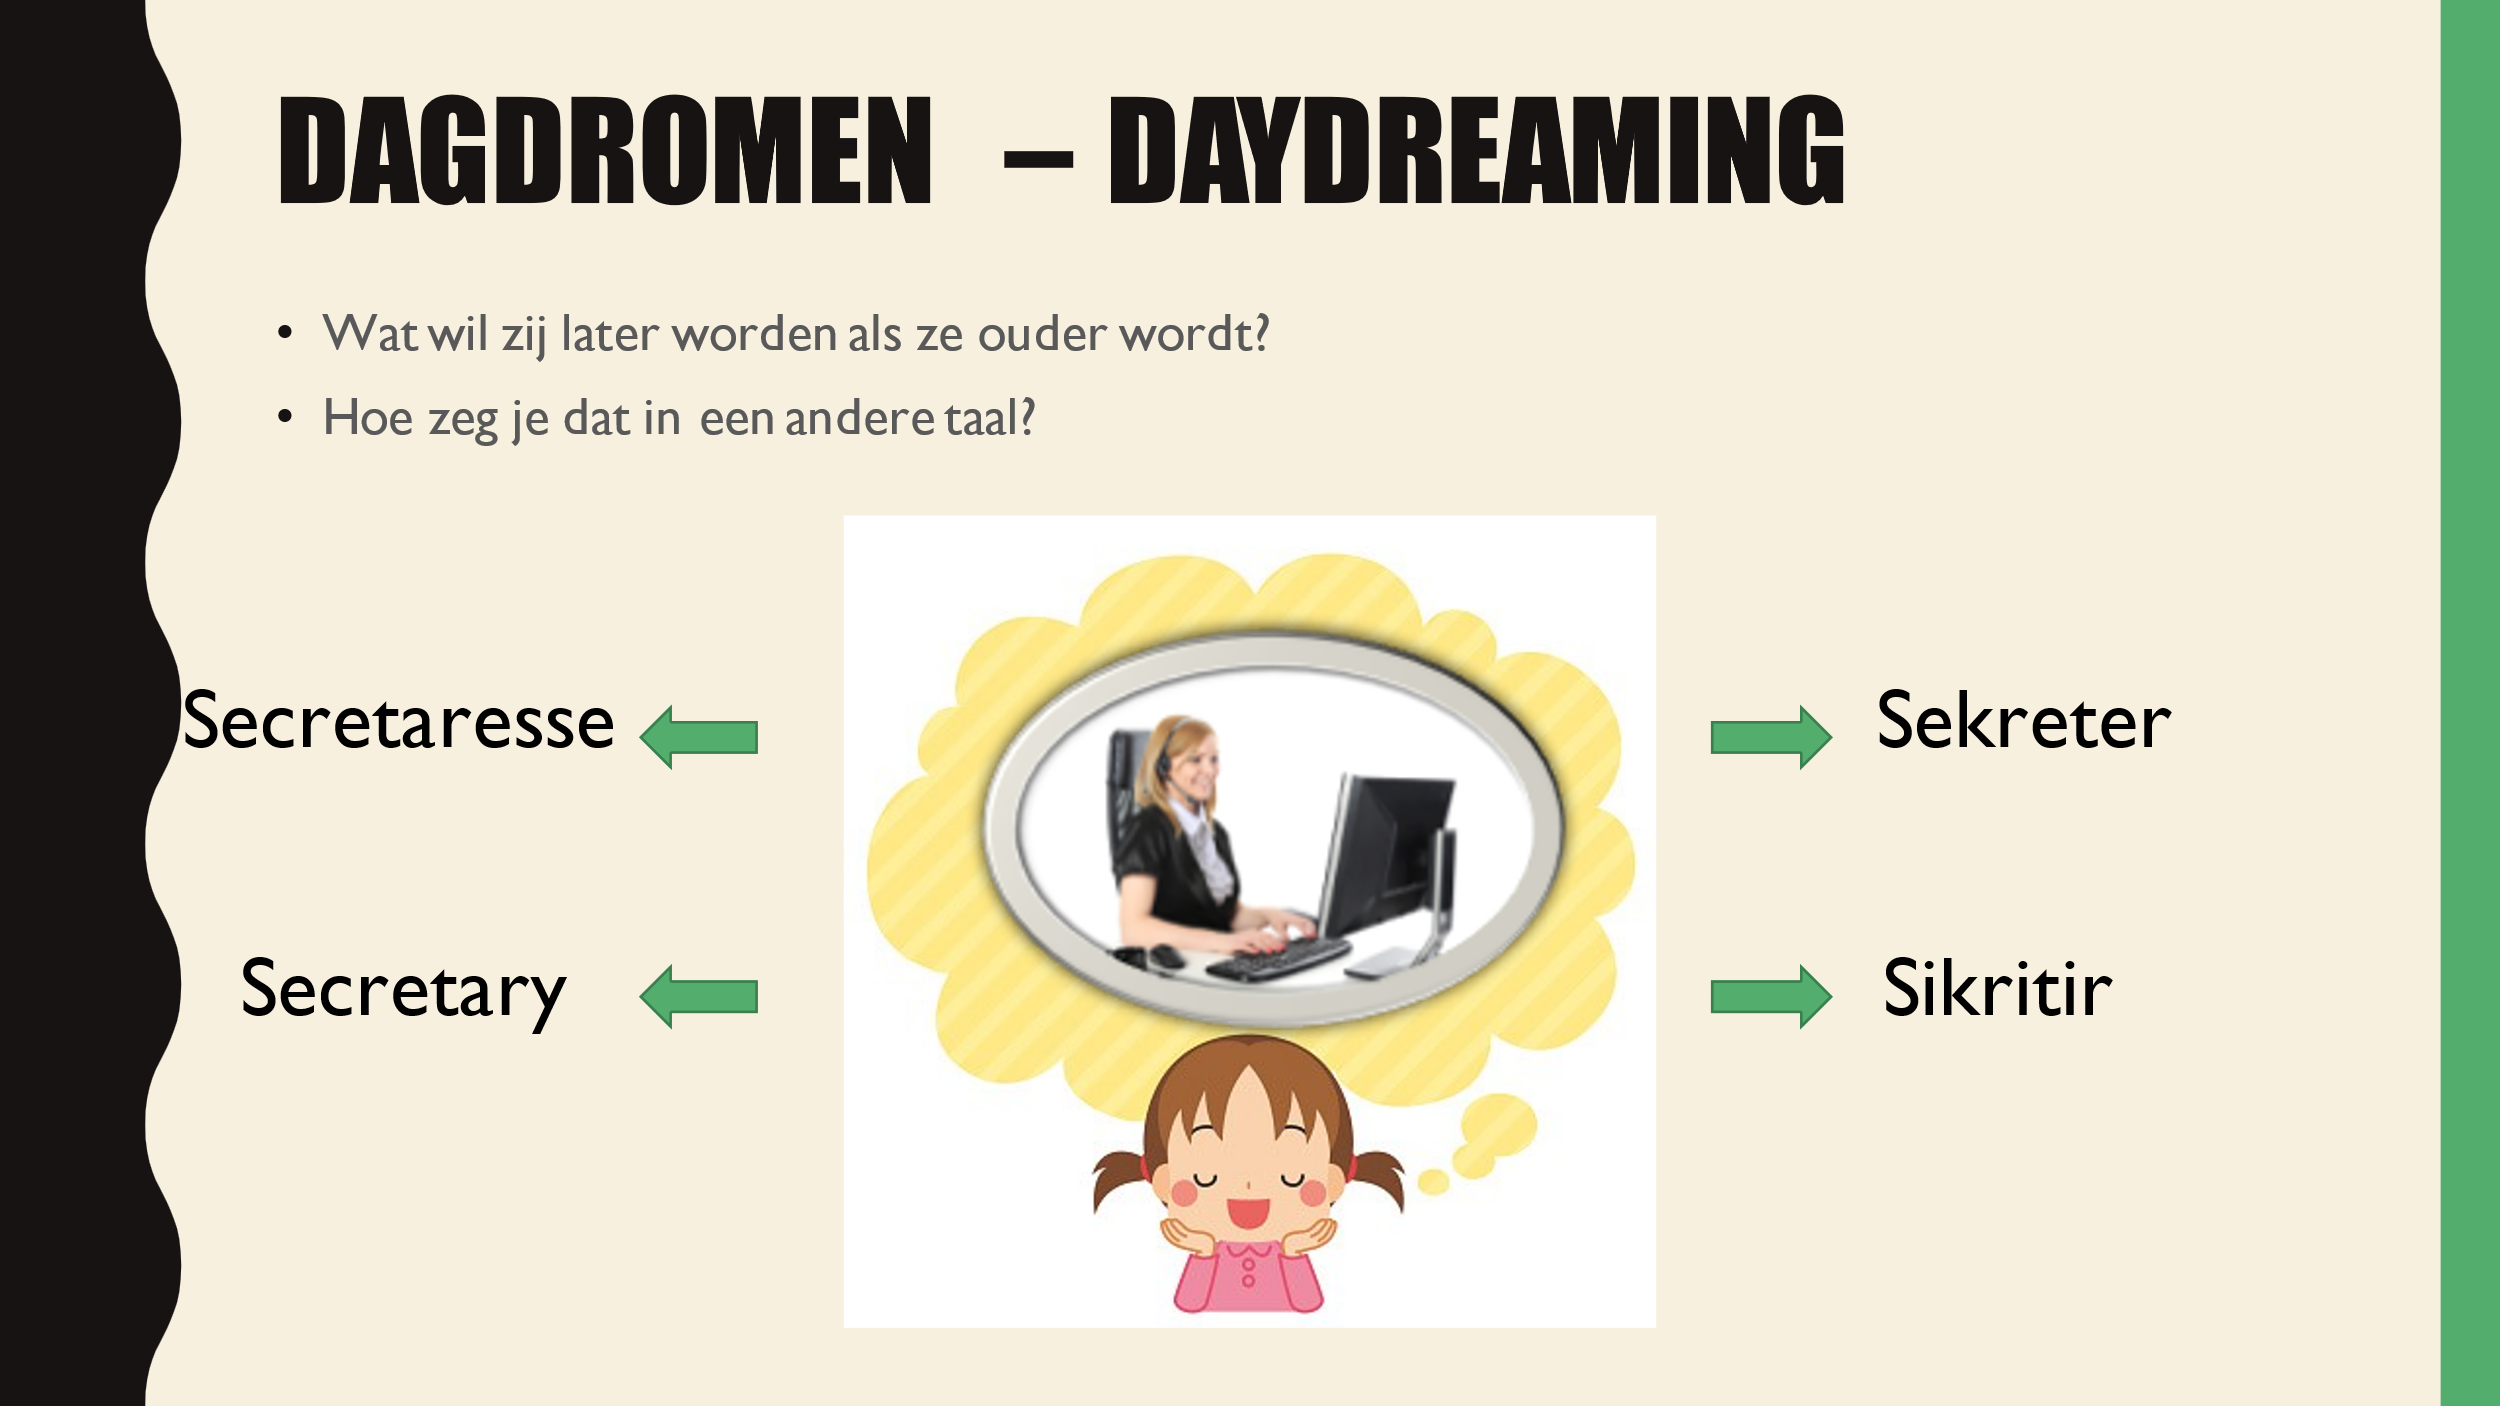 DAGDROMEN – DAYDREAMING
• Wat wil zij later worden als ze ouder wordt?
• Hoe zeg je dat in een andere taal?
Secretaresse
Sekreter
Secretary
Sikritir